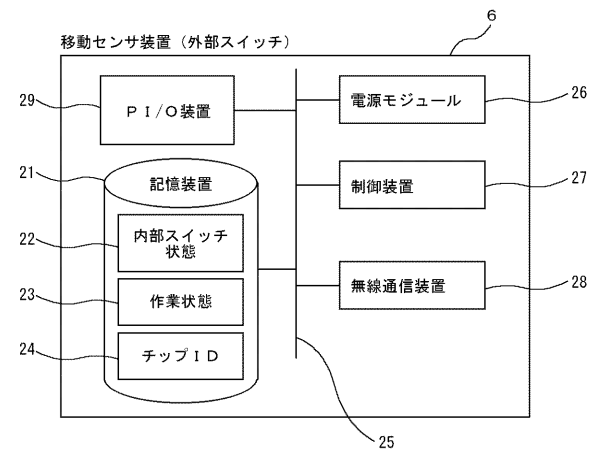 6
移動センサ装置（外部スイッチ）
29
ＰＩ／Ｏ装置
電源モジュール
26
21
記憶装置
制御装置
27
22
内部スイッチ
状態
23
作業状態
無線通信装置
28
24
チップＩＤ
25